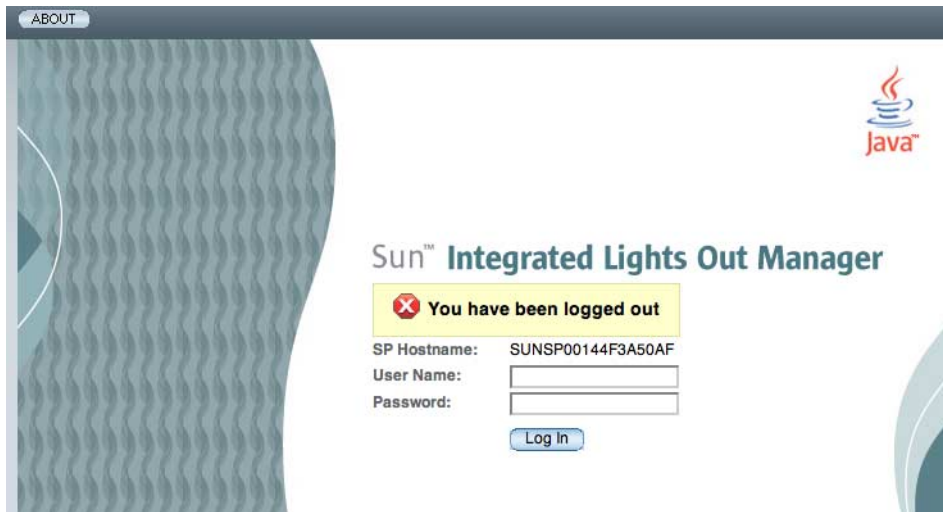 ABOUT
Java™
Sun™ Integrated Lights Out Manager
You have been logged out
SP Hostname: SUNSP00144F3A50AF
User Name:
Password:
Log In